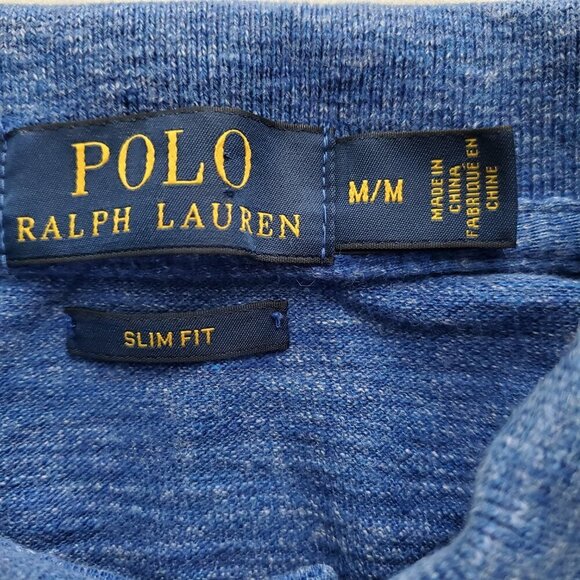 POLO
RALPH LAUREN
M/M
MADE IN
CHINA
FABRIQUÉ EN
CHINE
SLIM FIT